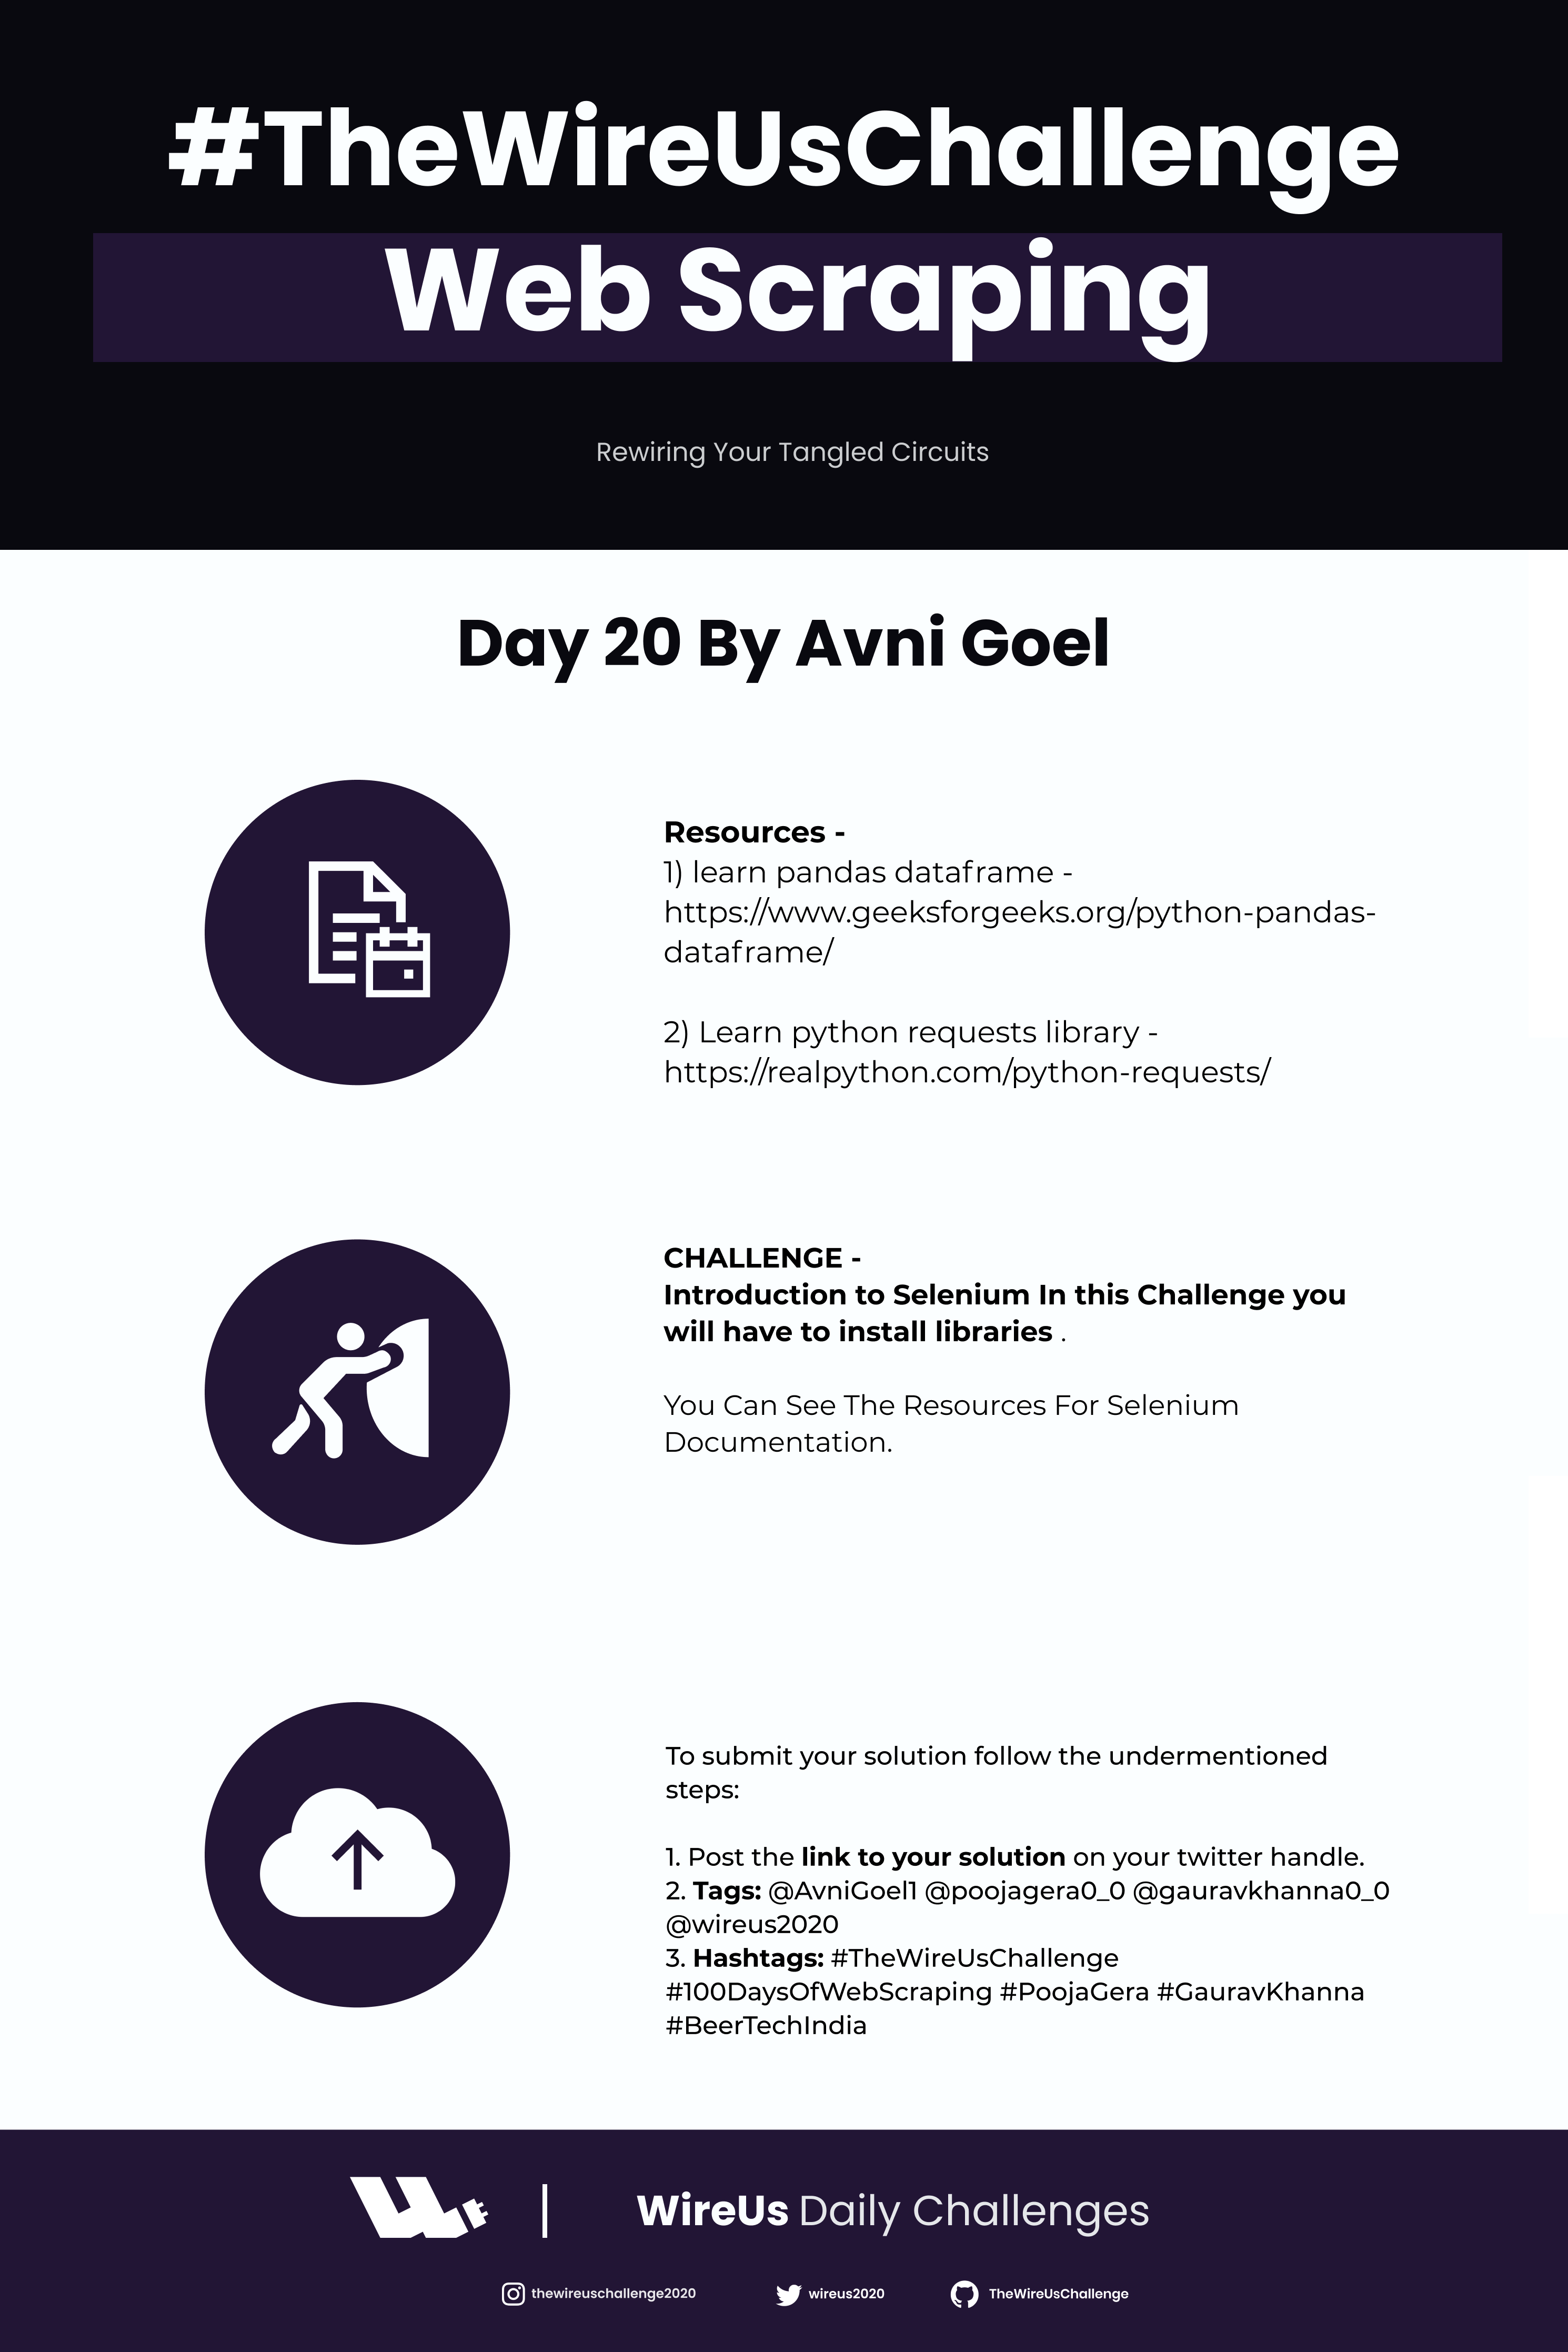 #TheWireUsChallenge
Web Scraping
Rewiring Your Tangled Circuits
Day 20 By Avni Goel
Resources -
1) learn pandas dataframe -
https://www.geeksforgeeks.org/python-pandas-
dataframe/
2) Learn python requests library -
https://realpython.com/python-requests/
CHALLENGE -
Introduction to Selenium In this Challenge you
will have to install libraries .
You Can See The Resources For Selenium
Documentation.
To submit your solution follow the undermentioned
steps:
1. Post the link to your solution on your twitter handle.
2. Tags: @AvniGoel1 @poojagera0_0 @gauravkhanna0_0
@wireus2020
3. Hashtags: #TheWireUsChallenge
#100DaysOfWebScraping #PoojaGera #GauravKhanna
#BeerTechIndia
WireUs Daily Challenges
thewireuschallenge2020 wireus2020 TheWireUsChallenge